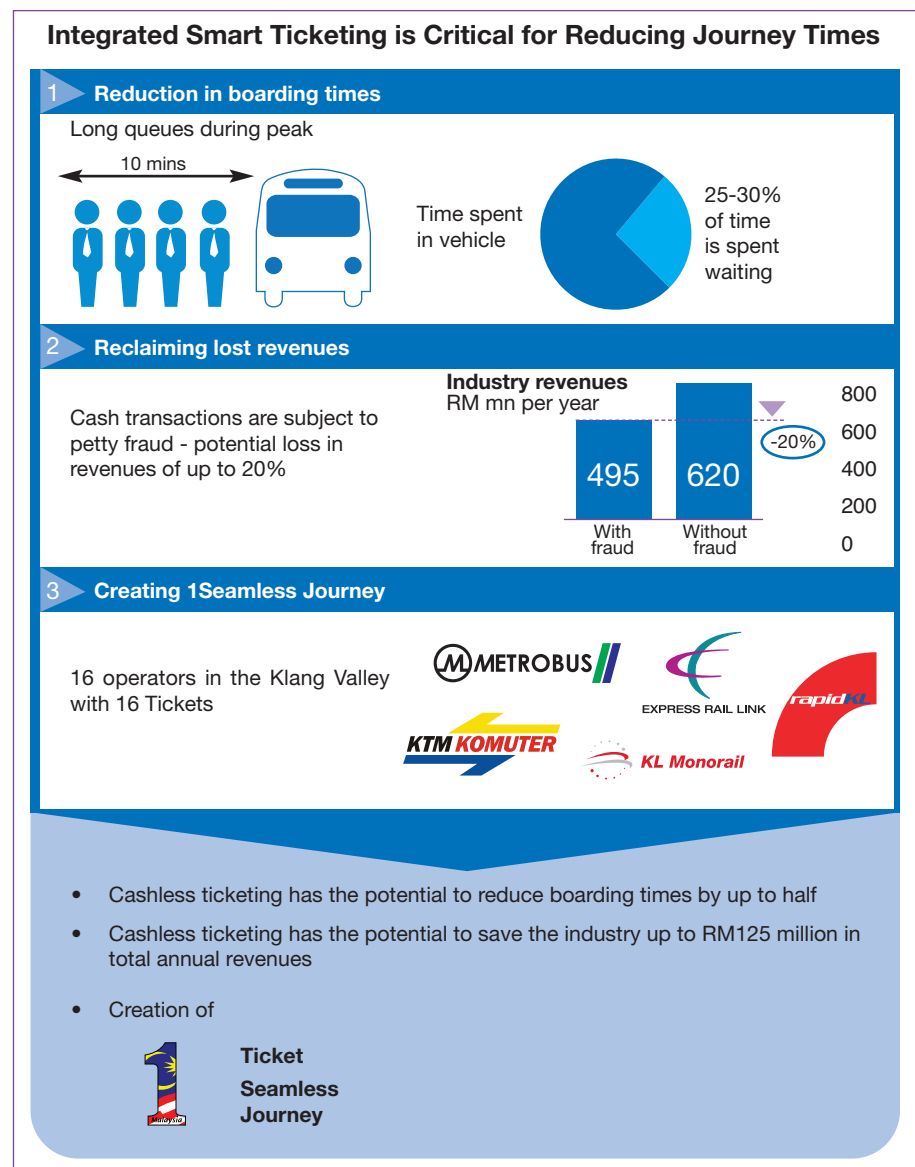 Integrated Smart Ticketing is Critical for Reducing Journey Times
1
Reduction in boarding times
Long queues during peak
10 mins
Time spent
in vehicle
25-30%
of time
is spent
waiting
2
Reclaiming lost revenues
Cash transactions are subject to
petty fraud - potential loss in
revenues of up to 20%
Industry revenues
RM mn per year
495
620
With
fraud
Without
fraud
-20%
800
600
400
200
0
3
Creating 1Seamless Journey
16 operators in the Klang Valley
with 16 Tickets
M METROBUS
EXPRESS RAIL LINK
rapidKL
KTM KOMUTER
KL Monorail
• Cashless ticketing has the potential to reduce boarding times by up to half
• Cashless ticketing has the potential to save the industry up to RM125 million in
total annual revenues
• Creation of
1
Malaysia
Ticket
Seamless
Journey